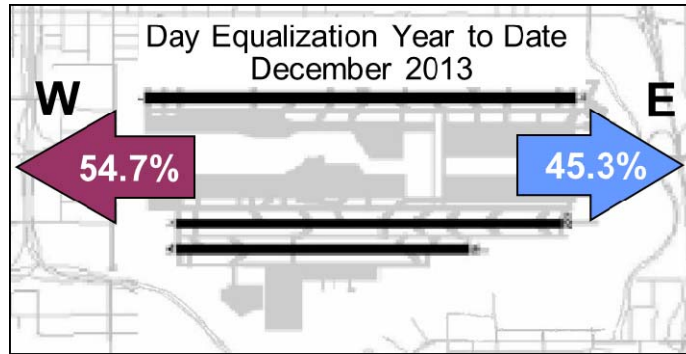 Day Equalization Year to Date
December 2013
W
E
54.7%
45.3%